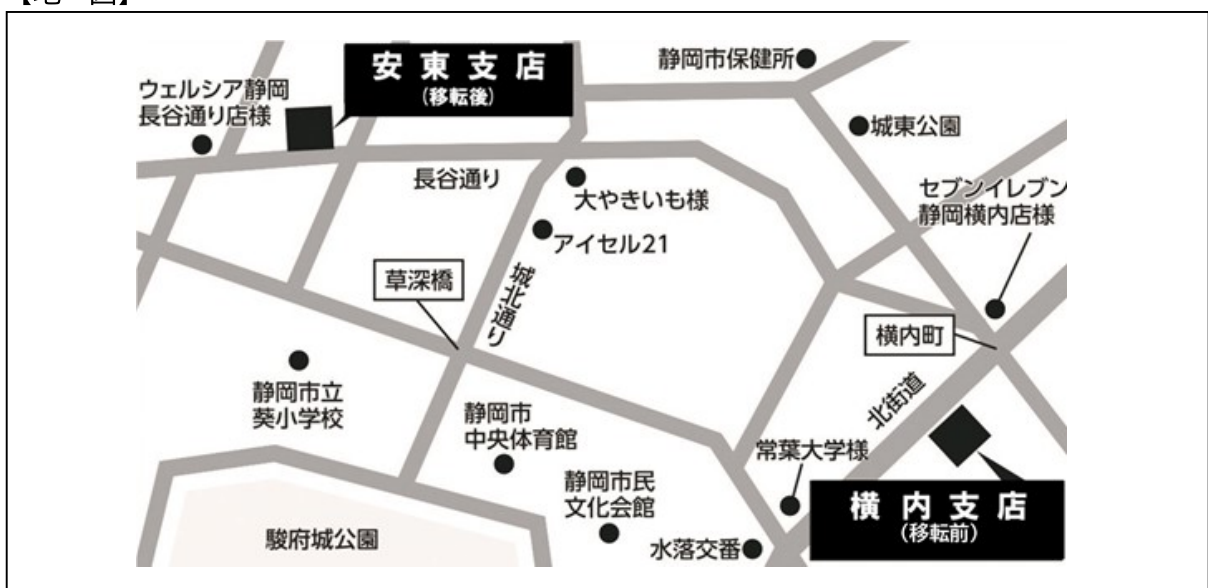 【地 図】
安東支店
(移転後)
静岡市保健所
ウェルシア静岡
長谷通り店様
城東公園
長谷通り
大やきいも様
セブンイレブン
静岡横内店様
アイセル21
城北通り
草深橋
横内町
静岡市立
葵小学校
北街道
静岡市
中央体育館
常葉大学様
静岡市民
文化会館
横内支店
(移転前)
駿府城公園
水落交番